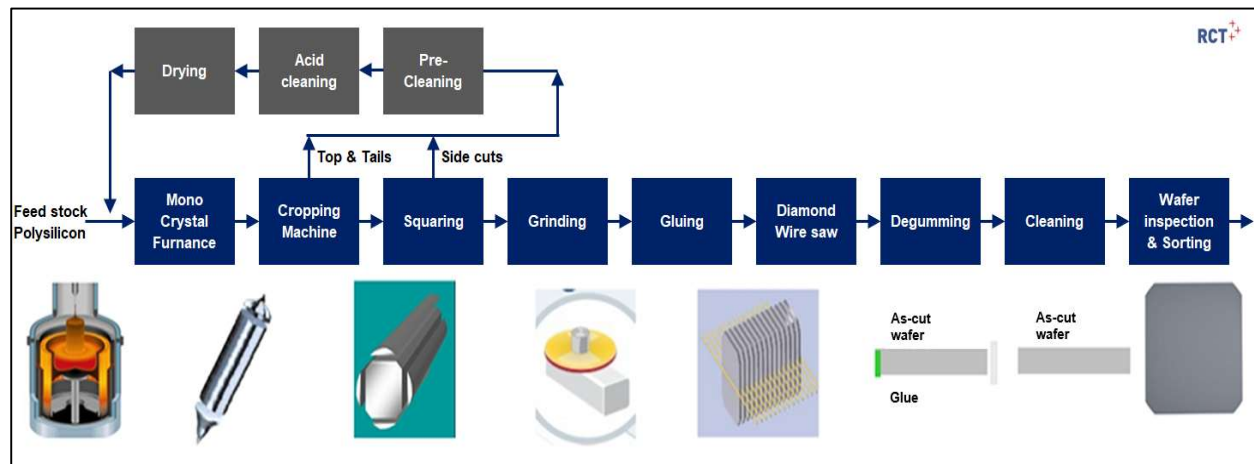 RCT
Drying
Acid
cleaning
Pre-
Cleaning
Top & Tails
Side cuts
Feed stock
Polysilicon
Mono
Crystal
Furnance
Cropping
Machine
Squaring
Grinding
Gluing
Diamond
Wire saw
Degumming
Cleaning
Wafer
inspection
& Sorting
As-cut
wafer
Glue
As-cut
wafer